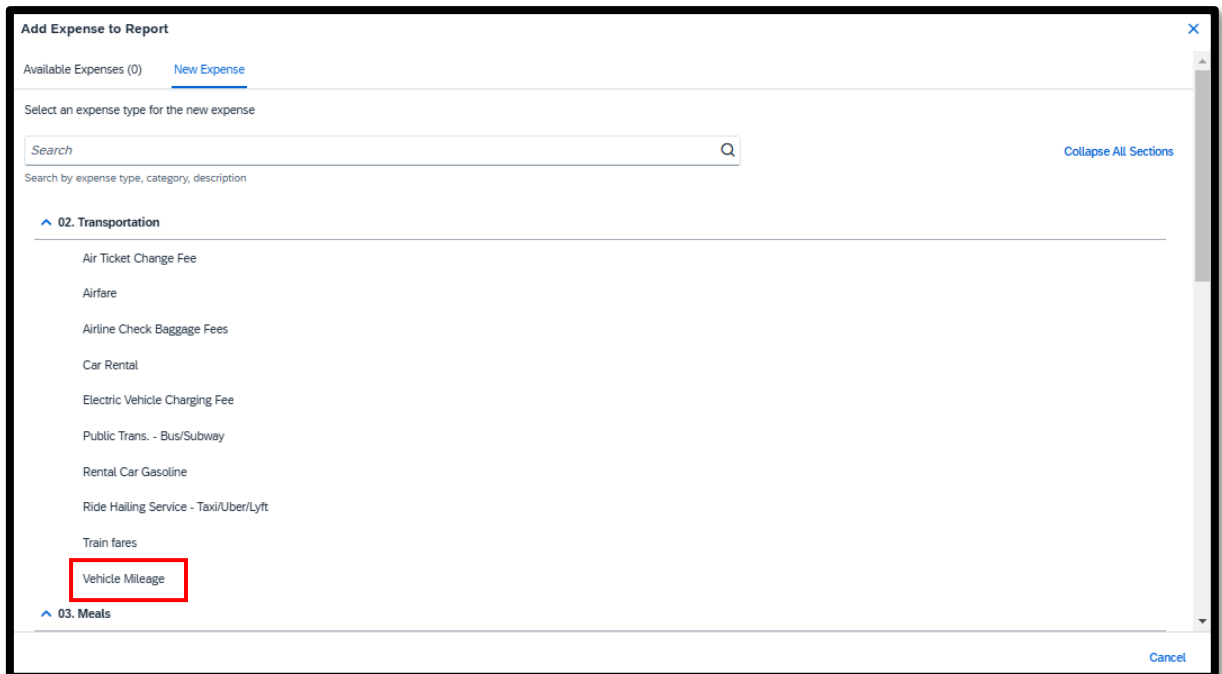 Add Expense to Report
Available Expenses (0) New Expense
Select an expense type for the new expense
Search
Collapse All Sections
Search by expense type, category, description
02. Transportation
Air Ticket Change Fee
Airfare
Airline Check Baggage Fees
Car Rental
Electric Vehicle Charging Fee
Public Trans. - Bus/Subway
Rental Car Gasoline
Ride Hailing Service - Taxi/Uber/Lyft
Train fares
Vehicle Mileage
03. Meals
Cancel